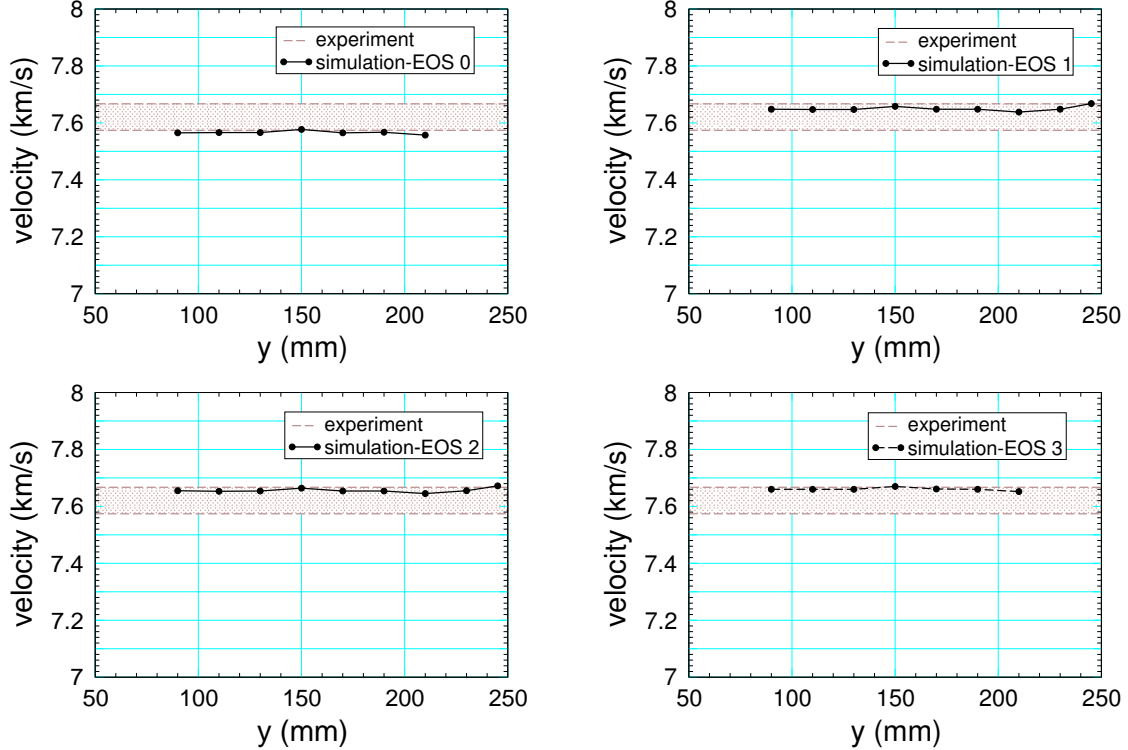 8
7.8
7.6
7.4
7.2
7
velocity (km/s)
experiment
simulation-EOS 0
50 100 150 200 250
y (mm)
8
7.8
7.6
7.4
7.2
7
velocity (km/s)
experiment
simulation-EOS 1
50 100 150 200 250
y (mm)
8
7.8
7.6
7.4
7.2
7
velocity (km/s)
experiment
simulation-EOS 2
50 100 150 200 250
y (mm)
8
7.8
7.6
7.4
7.2
7
velocity (km/s)
experiment
simulation-EOS 3
50 100 150 200 250
y (mm)